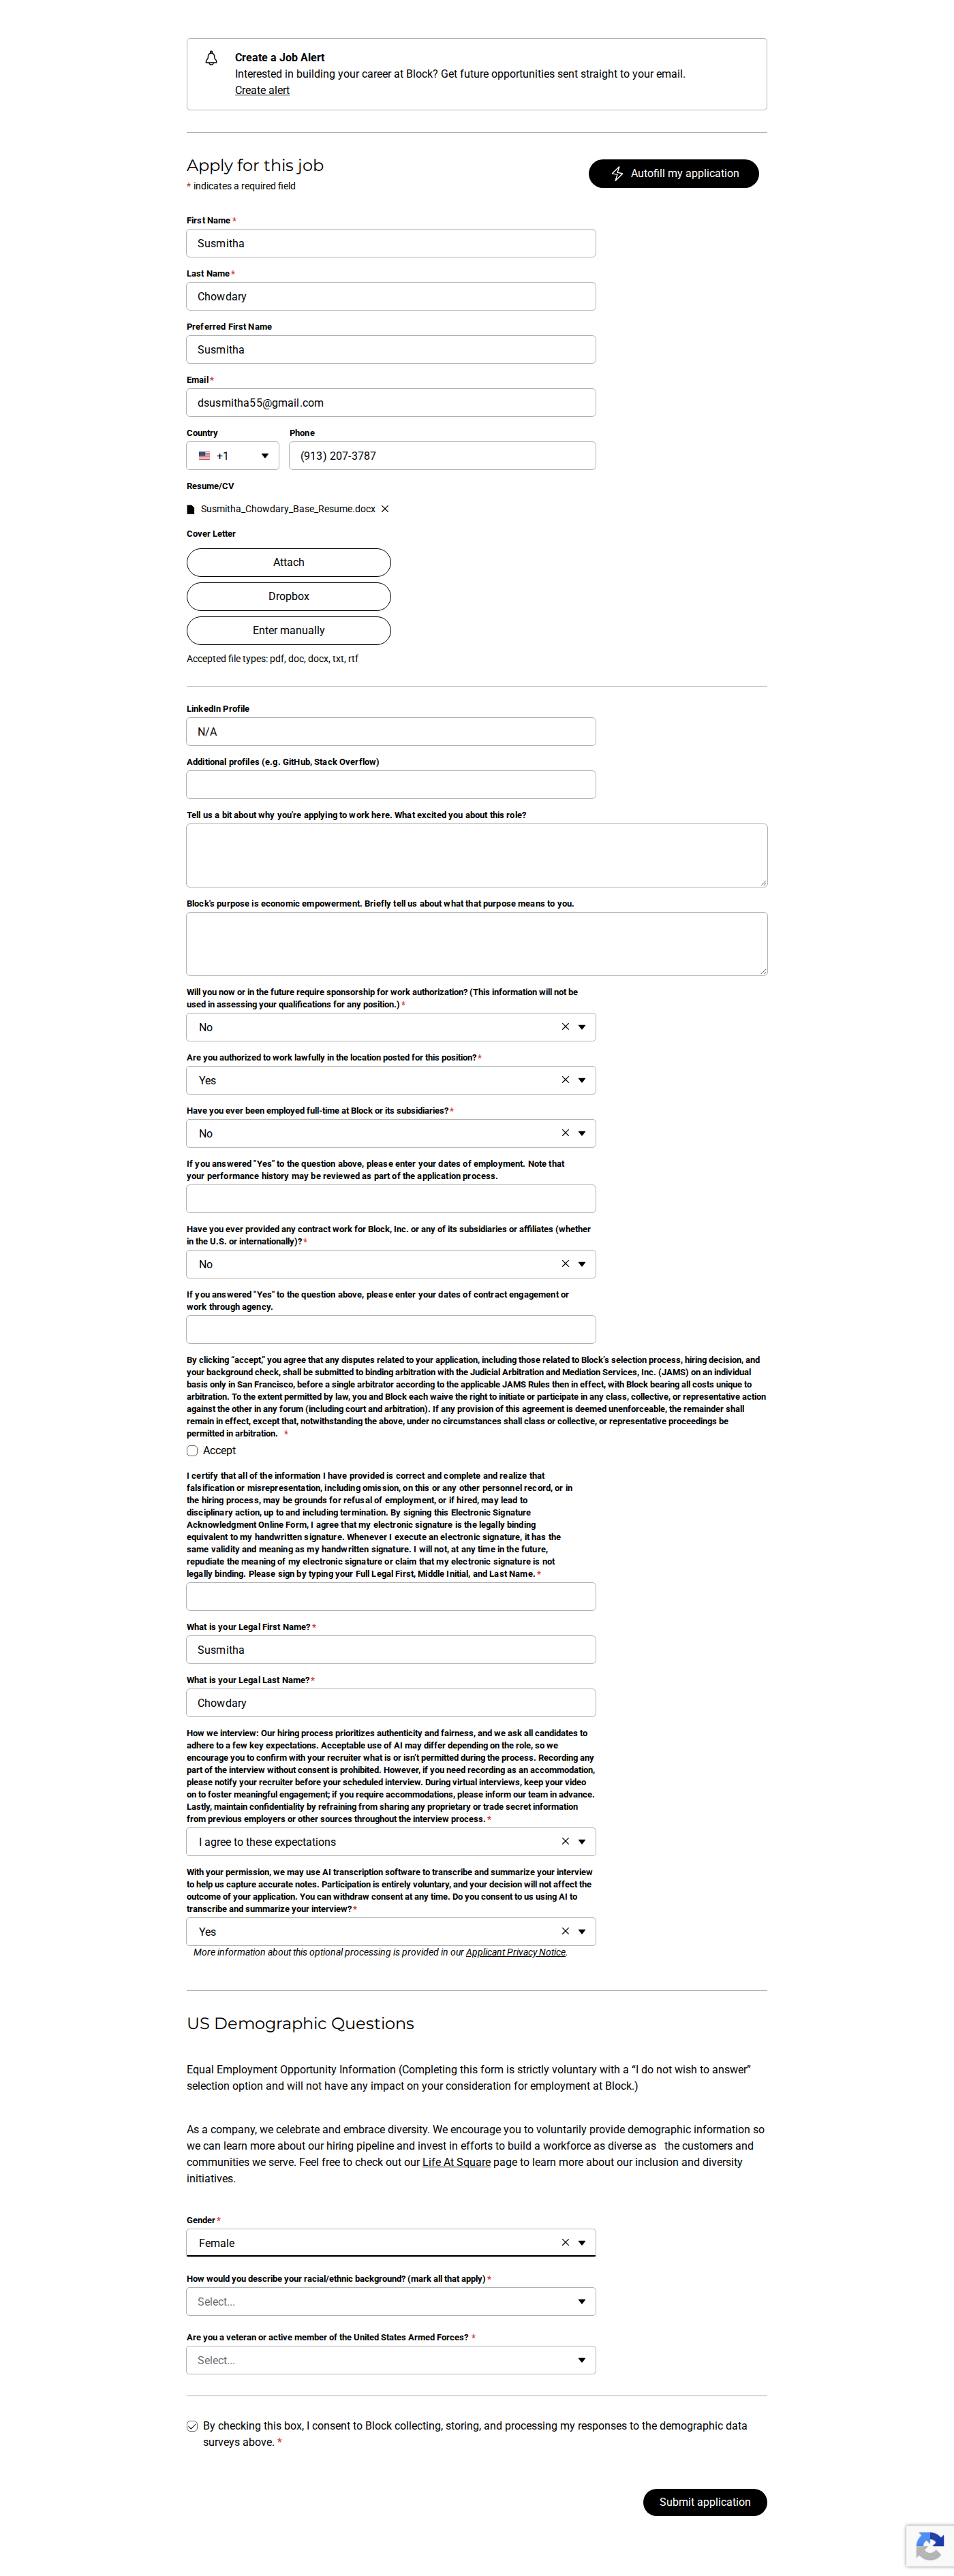 Create a Job Alert
Interested in building your career at Block? Get future opportunities sent straight to your email.
Create alert
Apply for this job
* indicates a required field
Autofill my application
First Name *
Susmitha
Last Name *
Chowdary
Preferred First Name
Susmitha
Email *
dsusmitha55@gmail.com
Country
Phone
+1
(913) 207-3787
Resume/CV
Susmitha_Chowdary_Base_Resume.docx
Cover Letter
Attach
Dropbox
Enter manually
Accepted file types: pdf, doc, docx, txt, rtf
LinkedIn Profile
N/A
Additional profiles (e.g. GitHub, Stack Overflow)
Tell us a bit about why you're applying to work here. What excited you about this role?
Block's purpose is economic empowerment. Briefly tell us about what that purpose means to you.
Will you now or in the future require sponsorship for work authorization? (This information will not be
used in assessing your qualifications for any position.) *
No
Are you authorized to work lawfully in the location posted for this position? *
Yes
Have you ever been employed full-time at Block or its subsidiaries? *
No
If you answered "Yes" to the question above, please enter your dates of employment. Note that
your performance history may be reviewed as part of the application process.
Have you ever provided any contract work for Block, Inc. or any of its subsidiaries or affiliates (whether
in the U.S. or internationally)? *
No
If you answered "Yes" to the question above, please enter your dates of contract engagement or
work through agency.
By clicking "accept," you agree that any disputes related to your application, including those related to Block's selection process, hiring decision, and
your background check, shall be submitted to binding arbitration with the Judicial Arbitration and Mediation Services, Inc. (JAMS) on an individual
basis only in San Francisco, before a single arbitrator according to the applicable JAMS Rules then in effect, with Block bearing all costs unique to
arbitration. To the extent permitted by law, you and Block each waive the right to initiate or participate in any class, collective, or representative action
against the other in any forum (including court and arbitration). If any provision of this agreement is deemed unenforceable, the remainder shall
remain in effect, except that, notwithstanding the above, under no circumstances shall class or collective, or representative proceedings be
permitted in arbitration. *
Accept
I certify that all of the information I have provided is correct and complete and realize that
falsification or misrepresentation, including omission, on this or any other personnel record, or in
the hiring process, may be grounds for refusal of employment, or if hired, may lead to
disciplinary action, up to and including termination. By signing this Electronic Signature
Acknowledgment Online Form, I agree that my electronic signature is the legally binding
equivalent to my handwritten signature. Whenever I execute an electronic signature, it has the
same validity and meaning as my handwritten signature. I will not, at any time in the future,
repudiate the meaning of my electronic signature or claim that my electronic signature is not
legally binding. Please sign by typing your Full Legal First, Middle Initial, and Last Name. *
What is your Legal First Name? *
Susmitha
What is your Legal Last Name? *
Chowdary
How we interview: Our hiring process prioritizes authenticity and fairness, and we ask all candidates to
adhere to a few key expectations. Acceptable use of AI may differ depending on the role, so we
encourage you to confirm with your recruiter what is or isn't permitted during the process. Recording any
part of the interview without consent is prohibited. However, if you need recording as an accommodation,
please notify your recruiter before your scheduled interview. During virtual interviews, keep your video
on to foster meaningful engagement; if you require accommodations, please inform our team in advance.
Lastly, maintain confidentiality by refraining from sharing any proprietary or trade secret information
from previous employers or other sources throughout the interview process. *
I agree to these expectations
With your permission, we may use AI transcription software to transcribe and summarize your interview
to help us capture accurate notes. Participation is entirely voluntary, and your decision will not affect the
outcome of your application. You can withdraw consent at any time. Do you consent to us using AI to
transcribe and summarize your interview? *
Yes
More information about this optional processing is provided in our Applicant Privacy Notice.
US Demographic Questions
Equal Employment Opportunity Information (Completing this form is strictly voluntary with a “I do not wish to answer”
selection option and will not have any impact on your consideration for employment at Block.)
As a company, we celebrate and embrace diversity. We encourage you to voluntarily provide demographic information so
we can learn more about our hiring pipeline and invest in efforts to build a workforce as diverse as the customers and
communities we serve. Feel free to check out our Life At Square page to learn more about our inclusion and diversity
initiatives.
Gender *
Female
How would you describe your racial/ethnic background? (mark all that apply) *
Select...
Are you a veteran or active member of the United States Armed Forces? *
Select...
By checking this box, I consent to Block collecting, storing, and processing my responses to the demographic data
surveys above. *
Submit application